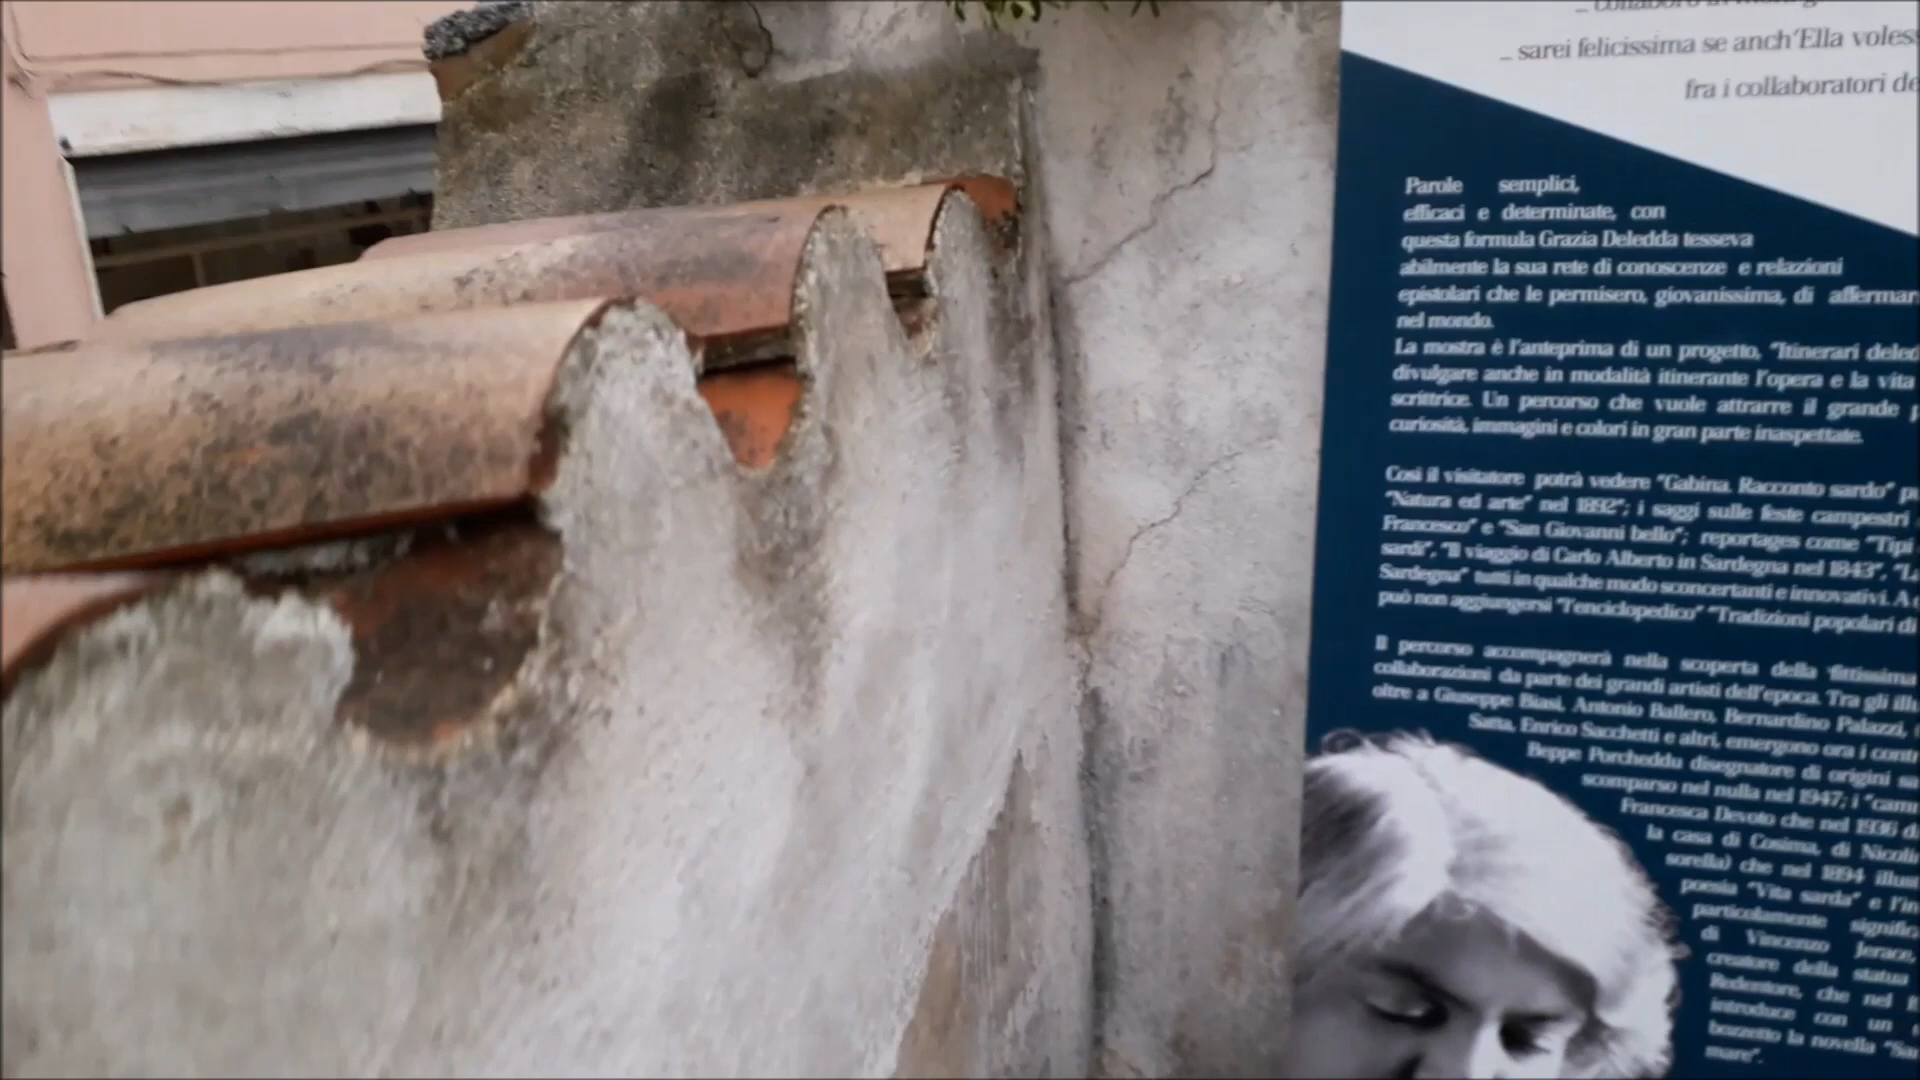 sarei felicissima se anch'Ella
fra i collaboratori
Parole semplici,
efficaci e determinate, con
questa formula Grazia Deledda tesseva
abilmente la sua rete di conoscenze e relazioni
epistolari che le permisero, giovanissima, di
nel mondo.
La mostra è l'anteprima di un progetto, "Itinerari
divulgare anche in modalità itinerante l'opera e la vita
scrittrice. Un percorso che vuole attrarre il grande
curiosità, immagini e colori in gran parte inaspettate.
Così il visitatore potrà vedere "Gabina. Racconto sardo"
"Natura ed arte" nel 1892"; i saggi sulle feste campestri
Francesco" e "San Giovanni bello"; reportages come "Tipi
sardi", "Il viaggio di Carlo Alberto in Sardegna nel 1843",
Sardegna" tutti in qualche modo sconcertanti e innovativi. A
può non aggiungersi "l'enciclopedico" "Tradizioni popolari di
Il percorso accompagnerà nella scoperta della fittissima
collaborazioni da parte dei grandi artisti dell'epoca. Tra gli
oltre a Giuseppe Biasi, Antonio Ballero, Bernardino Palazzi,
Satta, Enrico Sacchetti e altri, emergono ora i
Beppe Porcheddu disegnatore di origini
scomparso nel nulla nel 1947; i
Francesca Devoto che nel 1936
la casa di Cosima, di
sorella) che nel 1894
poesia "Vita sarda" e
particolarmente
di Vincenzo Jerace,
creatore della statua
Redentore, che nel
introduce con un
bozzetto la novella
mare".